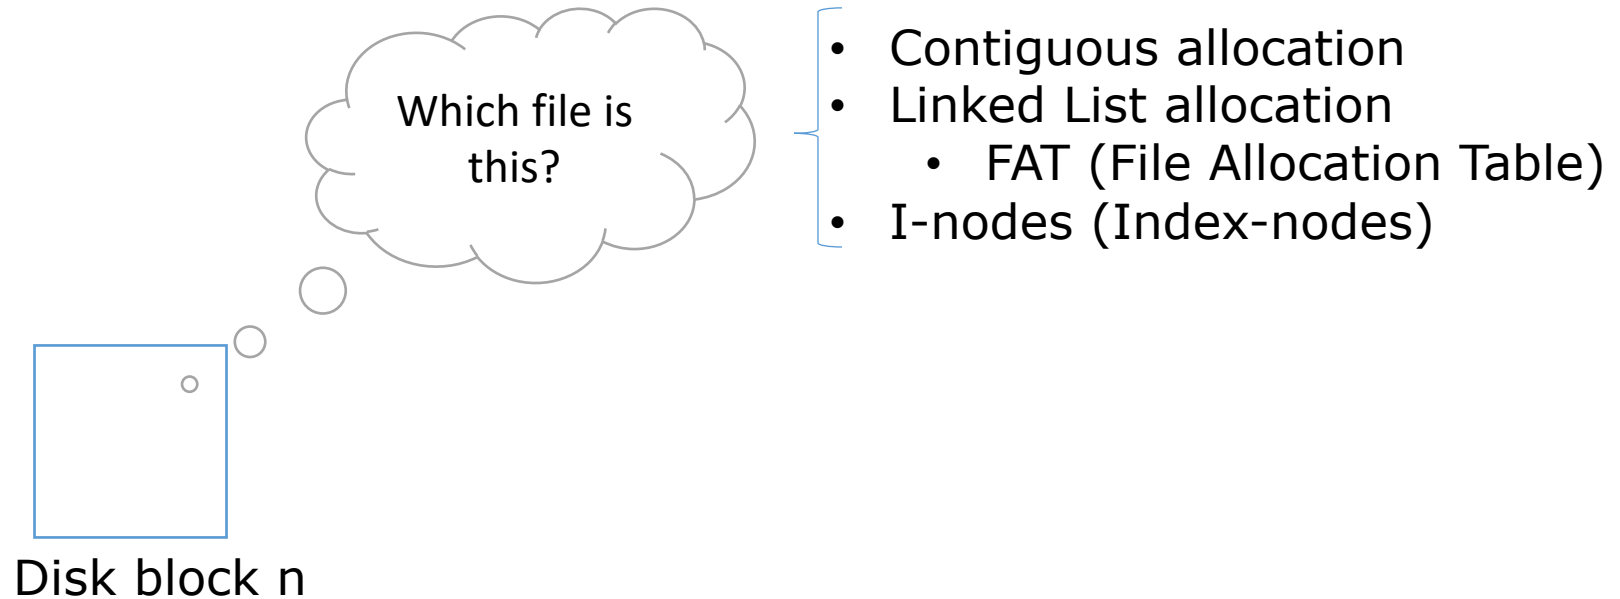 Which file is
this?
• Contiguous allocation
• Linked List allocation
• FAT (File Allocation Table)
• I-nodes (Index-nodes)
Disk block n